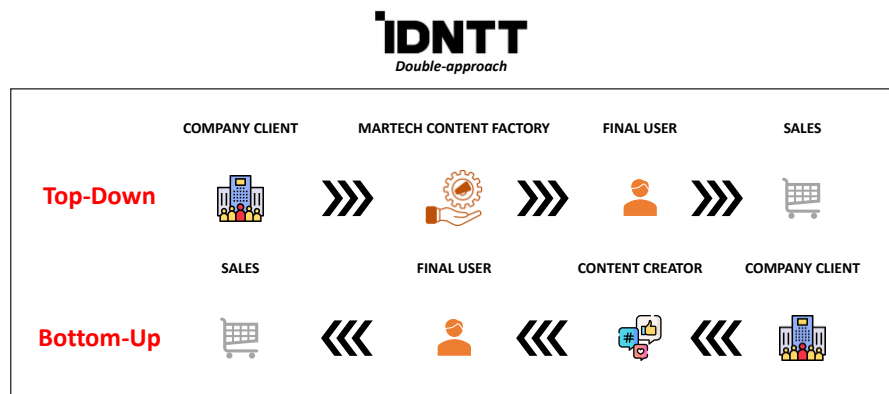 IDNTT
Double-approach
COMPANY CLIENT MARTECH CONTENT FACTORY FINAL USER SALES
Top-Down
SALES FINAL USER CONTENT CREATOR COMPANY CLIENT
#
Bottom-Up